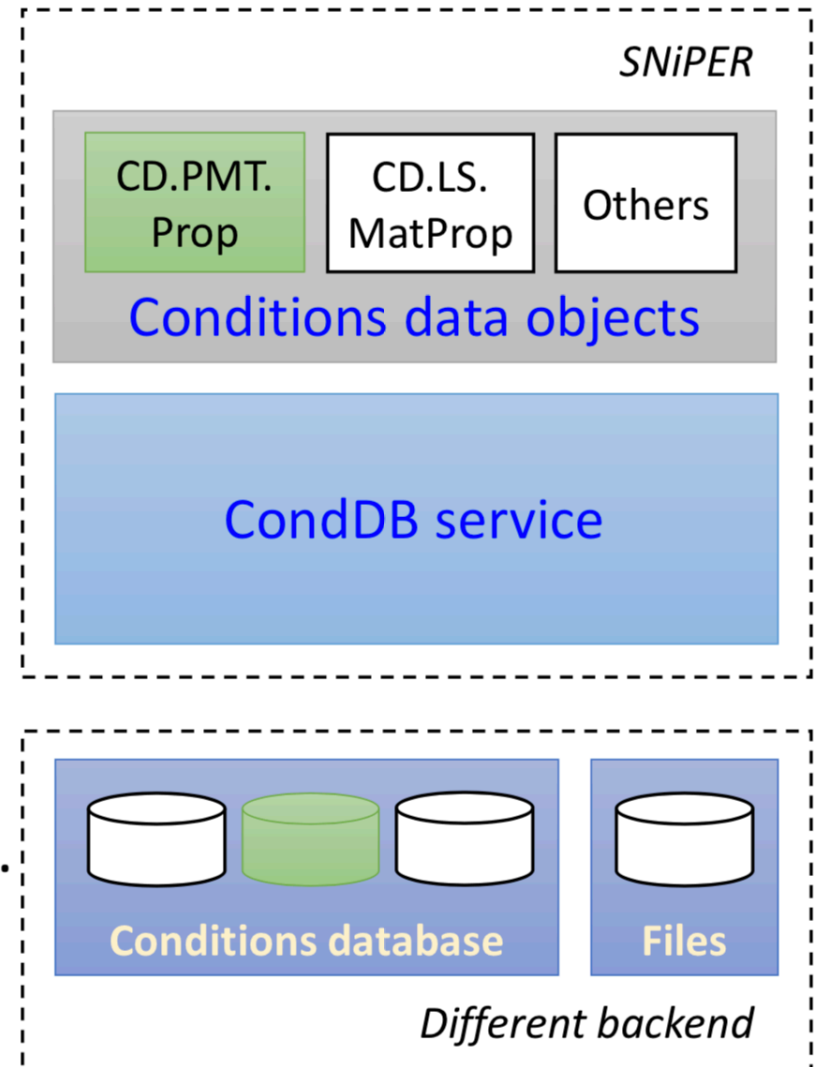 SNiPER
CD.PMT.
Prop
CD.LS.
MatProp
Others
Conditions data objects
CondDB service
Conditions database
Files
Different backend